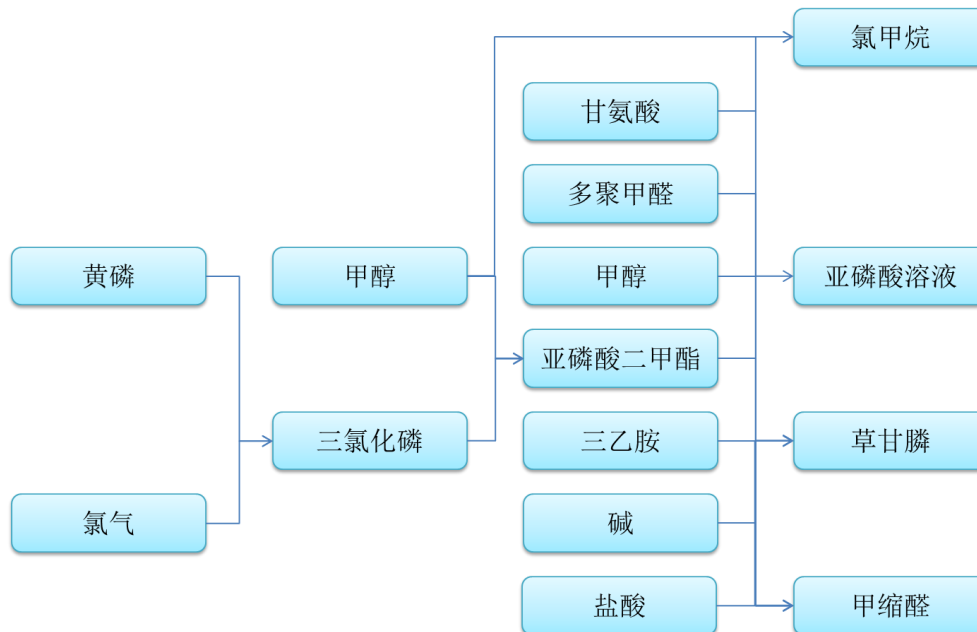 氯甲烷
甘氨酸
多聚甲醛
黄磷
甲醇
甲醇
亚磷酸溶液
亚磷酸二甲酯
三氯化磷
三乙胺
草甘膦
氯气
碱
盐酸
甲缩醛